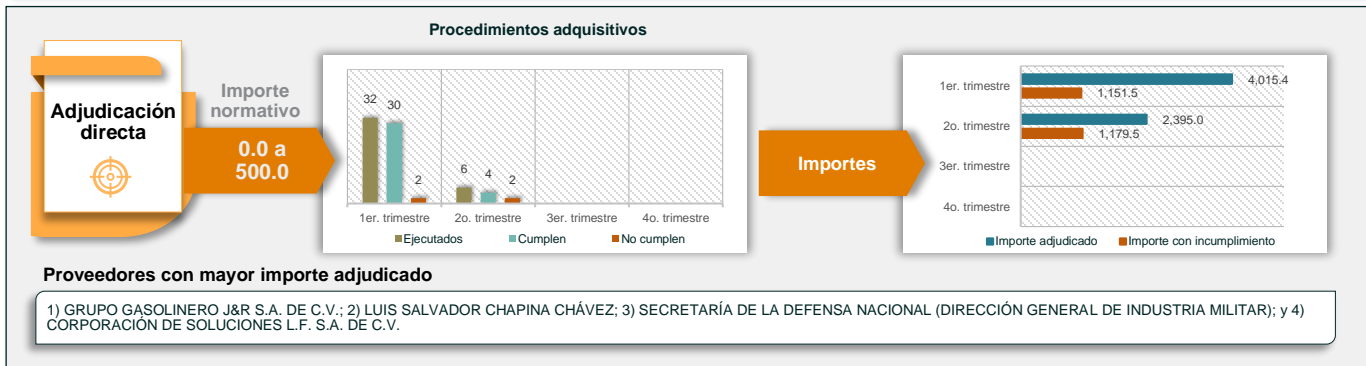 Procedimientos adquisitivos
Adjudicación
directa
Importe
normativo
0.0 a
500.0
32
30
2
6
4
2
1er. trimestre
2o. trimestre
3er. trimestre
4o. trimestre
Ejecutados
Cumplen
No cumplen
Importes
1er. trimestre
4,015.4
1,151.5
2o. trimestre
2,395.0
1,179.5
3er. trimestre
4o. trimestre
Importe adjudicado
Importe con incumplimiento
Proveedores con mayor importe adjudicado
1) GRUPO GASOLINERO J&R S.A. DE C.V.; 2) LUIS SALVADOR CHAPINA CHÁVEZ; 3) SECRETARÍA DE LA DEFENSA NACIONAL (DIRECCIÓN GENERAL DE INDUSTRIA MILITAR); y 4)
CORPORACIÓN DE SOLUCIONES L.F. S.A. DE C.V.